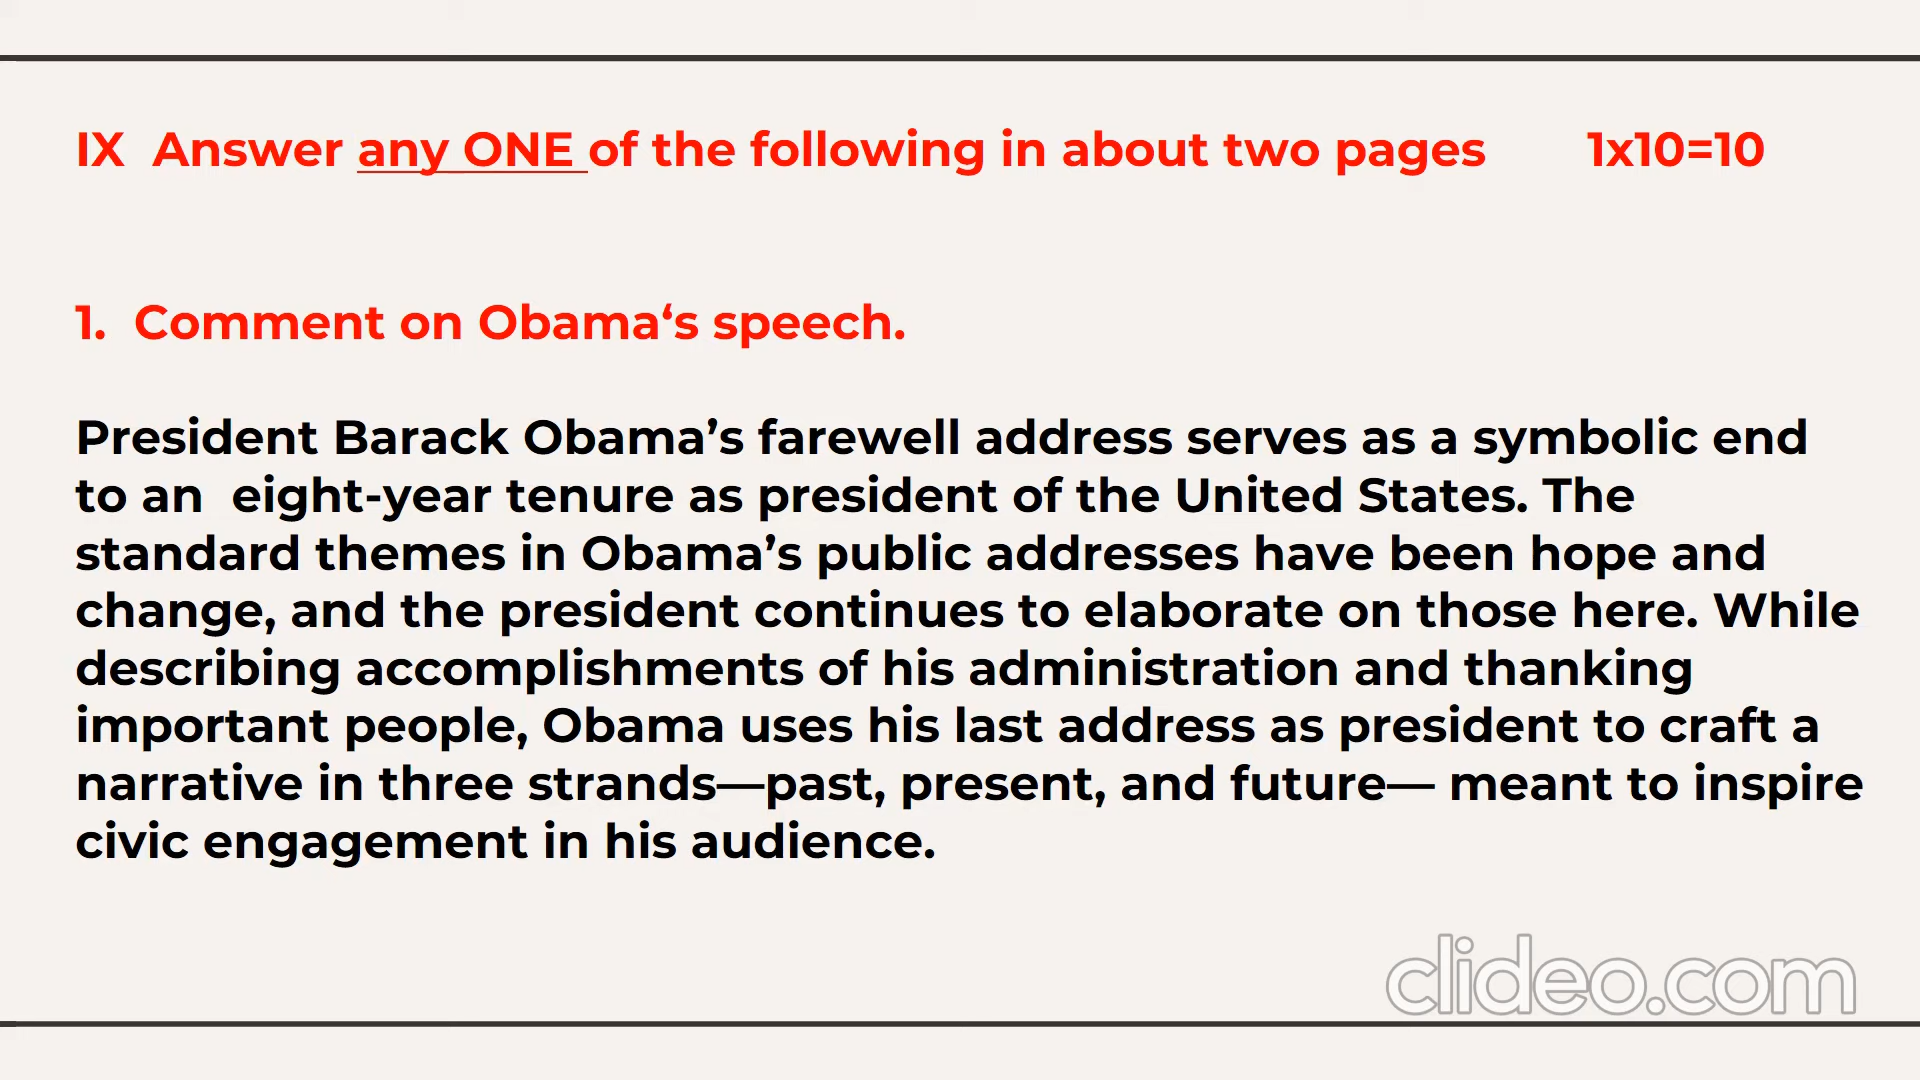 IX  Answer any ONE of the following in about two pages  1x10=10
1.  Comment on Obama‘s speech.
President Barack Obama’s farewell address serves as a symbolic end
to an  eight-year tenure as president of the United States. The
standard themes in Obama’s public addresses have been hope and
change, and the president continues to elaborate on those here. While
describing accomplishments of his administration and thanking
important people, Obama uses his last address as president to craft a
narrative in three strands—past, present, and future— meant to inspire
civic engagement in his audience.
clideo.com